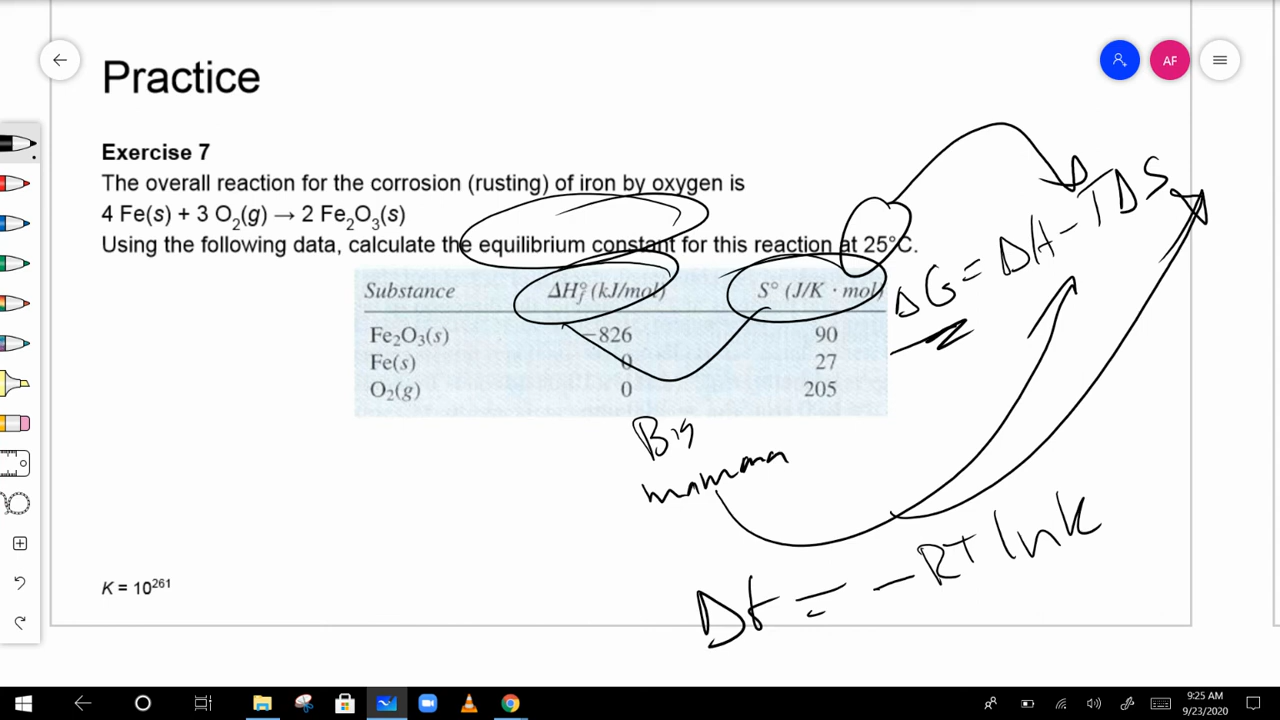 Practice
AF
Exercise 7
The overall reaction for the corrosion (rusting) of iron by oxygen is
4 Fe(s) + 3 O₂(g) → 2 Fe₂O₃(s)
Using the following data, calculate the equilibrium constant for this reaction at 25°C.
Substance ΔH°f (kJ/mol) S° (J/K · mol)
Fe₂O₃(s) −826 90
Fe(s) 0 27
O₂(g) 0 205
ΔG = ΔH − TΔS
Big
mamama
ΔG = −RT ln K
K = 10²⁶¹
9:25 AM
9/23/2020